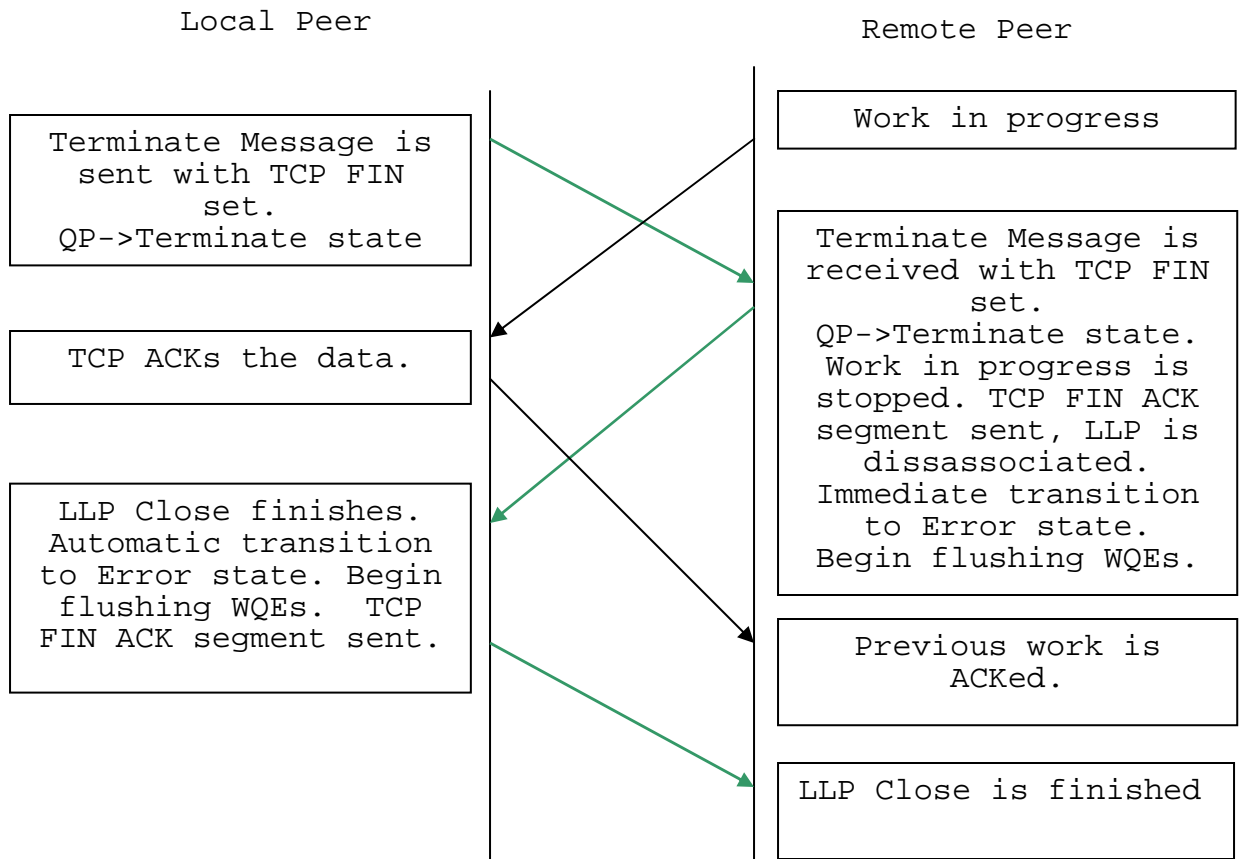 Local Peer
Remote Peer
Work in progress
Terminate Message is
sent with TCP FIN
set.
QP->Terminate state
Terminate Message is
received with TCP FIN
set.
QP->Terminate state.
Work in progress is
stopped. TCP FIN ACK
segment sent, LLP is
dissassociated.
Immediate transition
to Error state.
Begin flushing WQEs.
TCP ACKs the data.
LLP Close finishes.
Automatic transition
to Error state. Begin
flushing WQEs.  TCP
FIN ACK segment sent.
Previous work is
ACKed.
LLP Close is finished